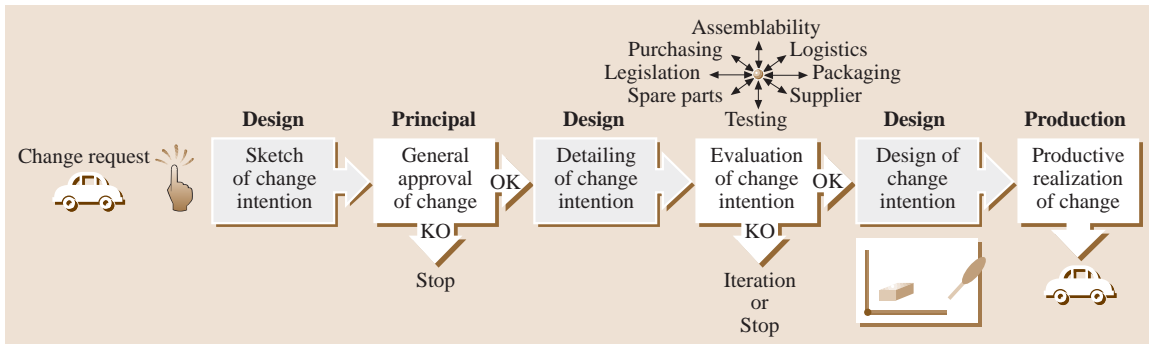 Assemblability
Purchasing Logistics
Legislation Packaging
Spare parts Supplier
Design Principal Design Testing Design Production
Change request
Sketch
of change
intention
General
approval
of change
OK
KO
Stop
Detailing
of change
intention
Evaluation
of change
intention
OK
KO
Iteration
or
Stop
Design of
change
intention
Productive
realization
of change